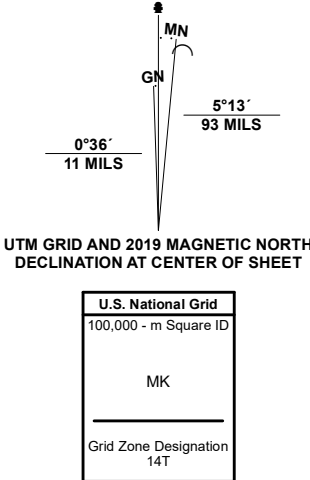 MN
GN
5°13´
93 MILS
0°36´
11 MILS
UTM GRID AND 2019 MAGNETIC NORTH
DECLINATION AT CENTER OF SHEET
U.S. National Grid
100,000 - m Square ID
MK
Grid Zone Designation
14T